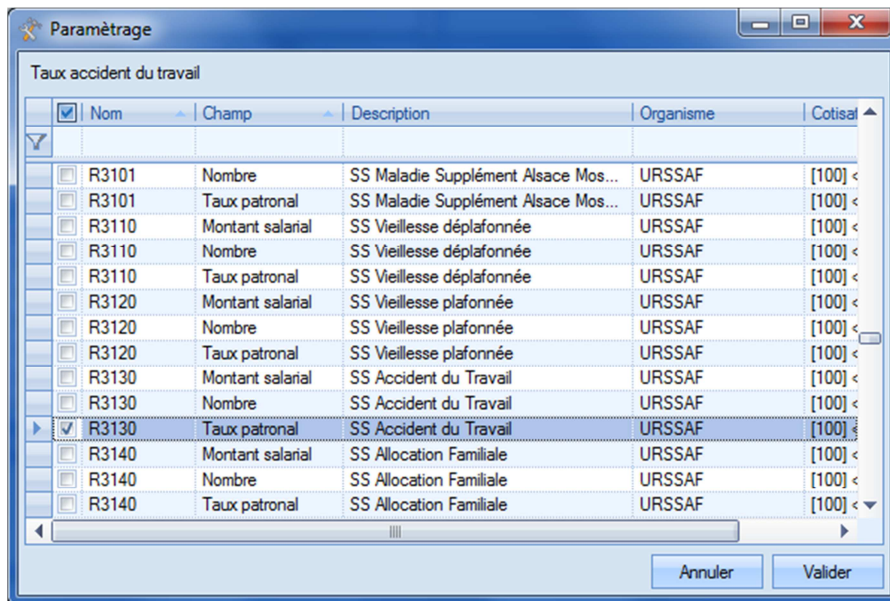 Paramètrage
Taux accident du travail
Nom Champ Description Organisme Cotisat
R3101 Nombre SS Maladie Supplément Alsace Mos... URSSAF [100] <
R3101 Taux patronal SS Maladie Supplément Alsace Mos... URSSAF [100] <
R3110 Montant salarial SS Vieillesse déplafonnée URSSAF [100] <
R3110 Nombre SS Vieillesse déplafonnée URSSAF [100] <
R3110 Taux patronal SS Vieillesse déplafonnée URSSAF [100] <
R3120 Montant salarial SS Vieillesse plafonnée URSSAF [100] <
R3120 Nombre SS Vieillesse plafonnée URSSAF [100] <
R3120 Taux patronal SS Vieillesse plafonnée URSSAF [100] <
R3130 Montant salarial SS Accident du Travail URSSAF [100] <
R3130 Nombre SS Accident du Travail URSSAF [100] <
R3130 Taux patronal SS Accident du Travail URSSAF [100] <
R3140 Montant salarial SS Allocation Familiale URSSAF [100] <
R3140 Nombre SS Allocation Familiale URSSAF [100] <
R3140 Taux patronal SS Allocation Familiale URSSAF [100] <
Annuler Valider